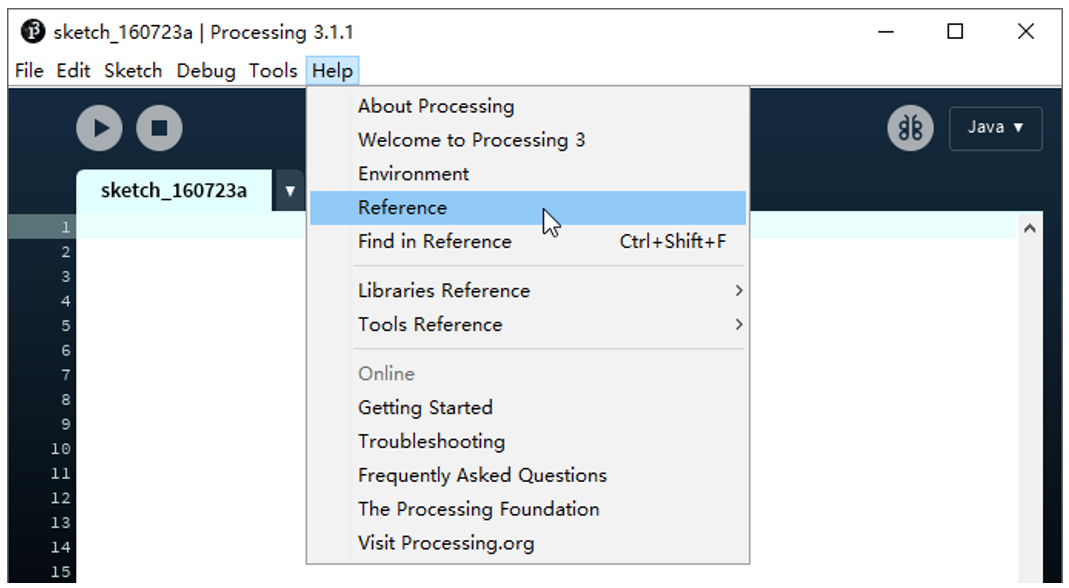 sketch_160723a | Processing 3.1.1
File Edit Sketch Debug Tools Help
About Processing
Welcome to Processing 3
Environment
Reference
Find in Reference Ctrl+Shift+F
Libraries Reference
Tools Reference
Online
Getting Started
Troubleshooting
Frequently Asked Questions
The Processing Foundation
Visit Processing.org
Java
sketch_160723a
1
2
3
4
5
6
7
8
9
10
11
12
13
14
15